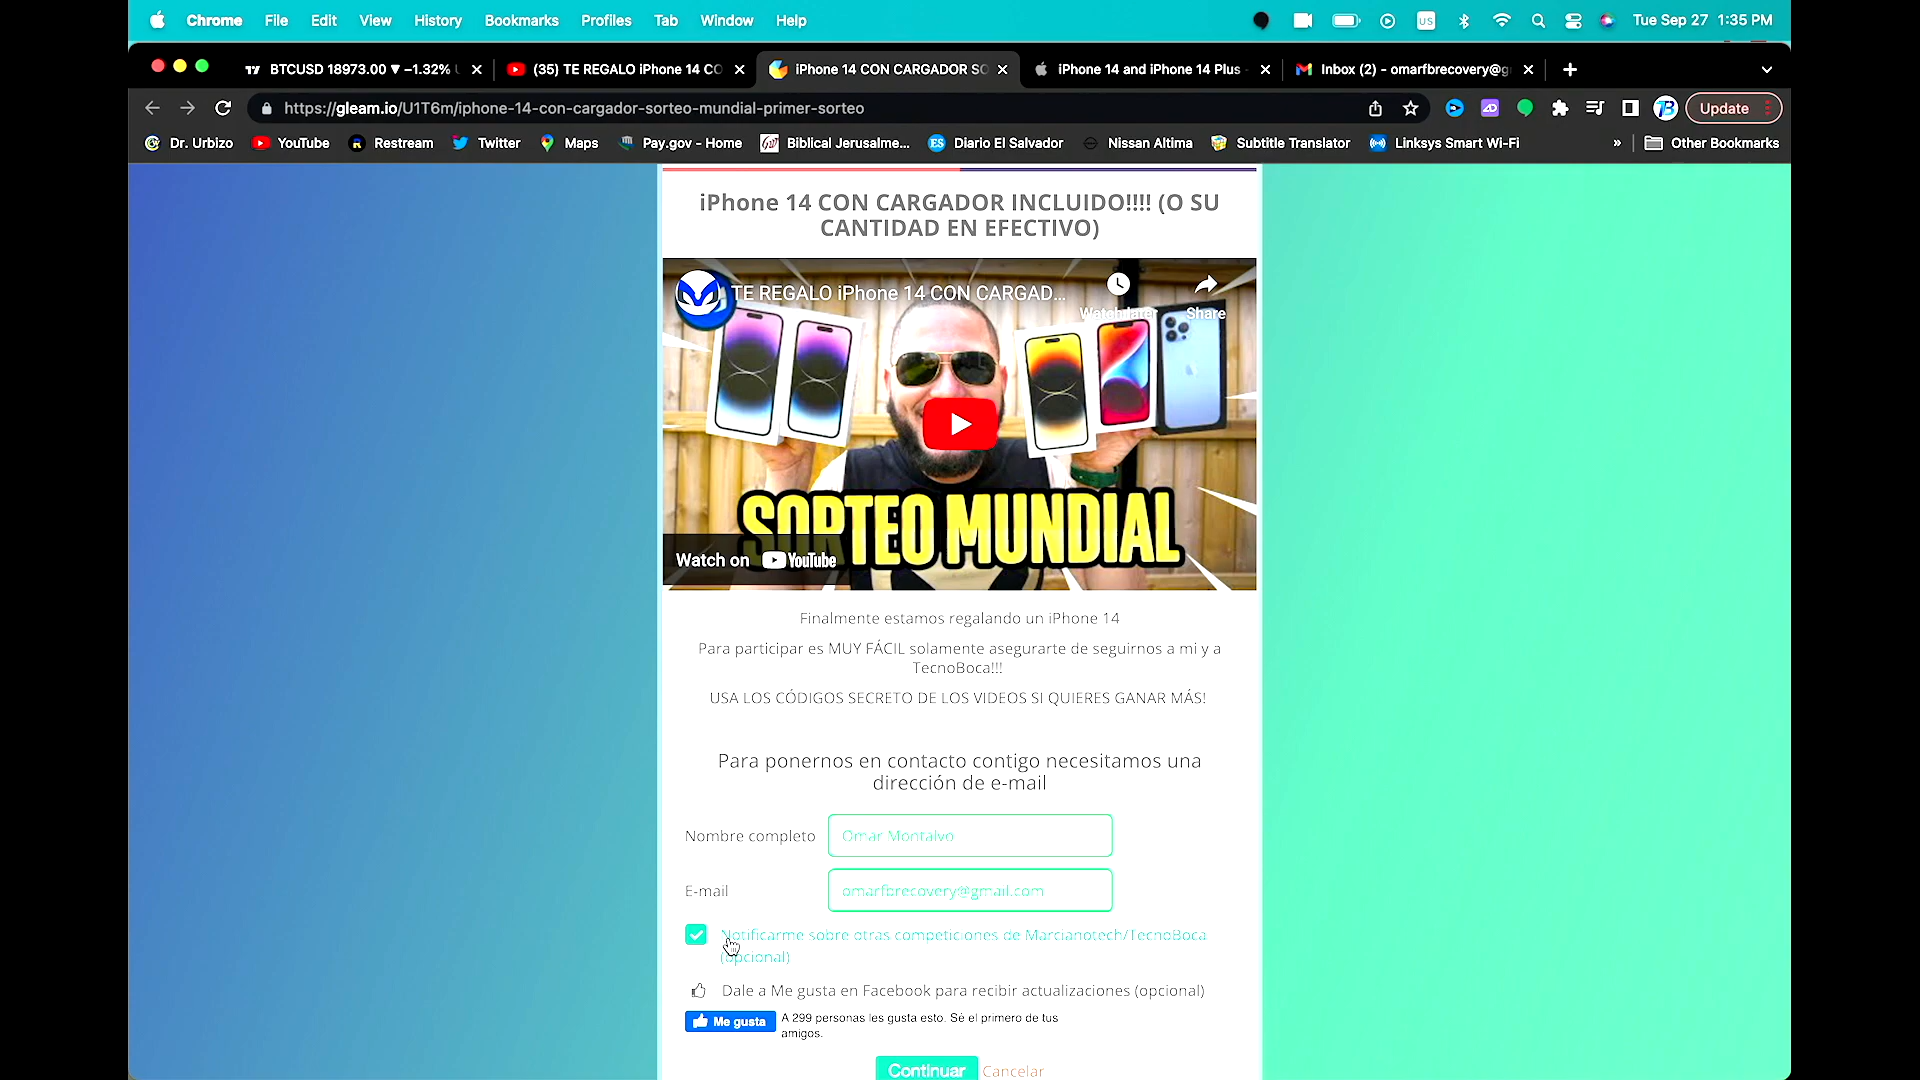 Chrome File Edit View History Bookmarks Profiles Tab Window Help US Tue Sep 27 1:35 PM
BTCUSD 18973.00 ▼ −1.32% (35) TE REGALO iPhone 14 CO iPhone 14 CON CARGADOR SO iPhone 14 and iPhone 14 Plus - Inbox (2) - omarfbrecovery@g
https://gleam.io/U1T6m/iphone-14-con-cargador-sorteo-mundial-primer-sorteo Update
Dr. Urbizo YouTube Restream Twitter Maps Pay.gov - Home Biblical Jerusalme... ES Diario El Salvador Nissan Altima Subtitle Translator Linksys Smart Wi-Fi » Other Bookmarks
iPhone 14 CON CARGADOR INCLUIDO!!!! (O SU
CANTIDAD EN EFECTIVO)
TE REGALO iPhone 14 CON CARGAD...
Watch later Share
SORTEO MUNDIAL
Watch on YouTube
Finalmente estamos regalando un iPhone 14
Para participar es MUY FÁCIL solamente asegurarte de seguirnos a mi y a
TecnoBoca!!!
USA LOS CÓDIGOS SECRETO DE LOS VIDEOS SI QUIERES GANAR MÁS!
Para ponernos en contacto contigo necesitamos una
dirección de e-mail
Nombre completo Omar Montalvo
E-mail omarfbrecovery@gmail.com
Notificarme sobre otras competiciones de Marcianotech/TecnoBoca
(opcional)
Dale a Me gusta en Facebook para recibir actualizaciones (opcional)
Me gusta A 299 personas les gusta esto. Sé el primero de tus
amigos.
Continuar Cancelar